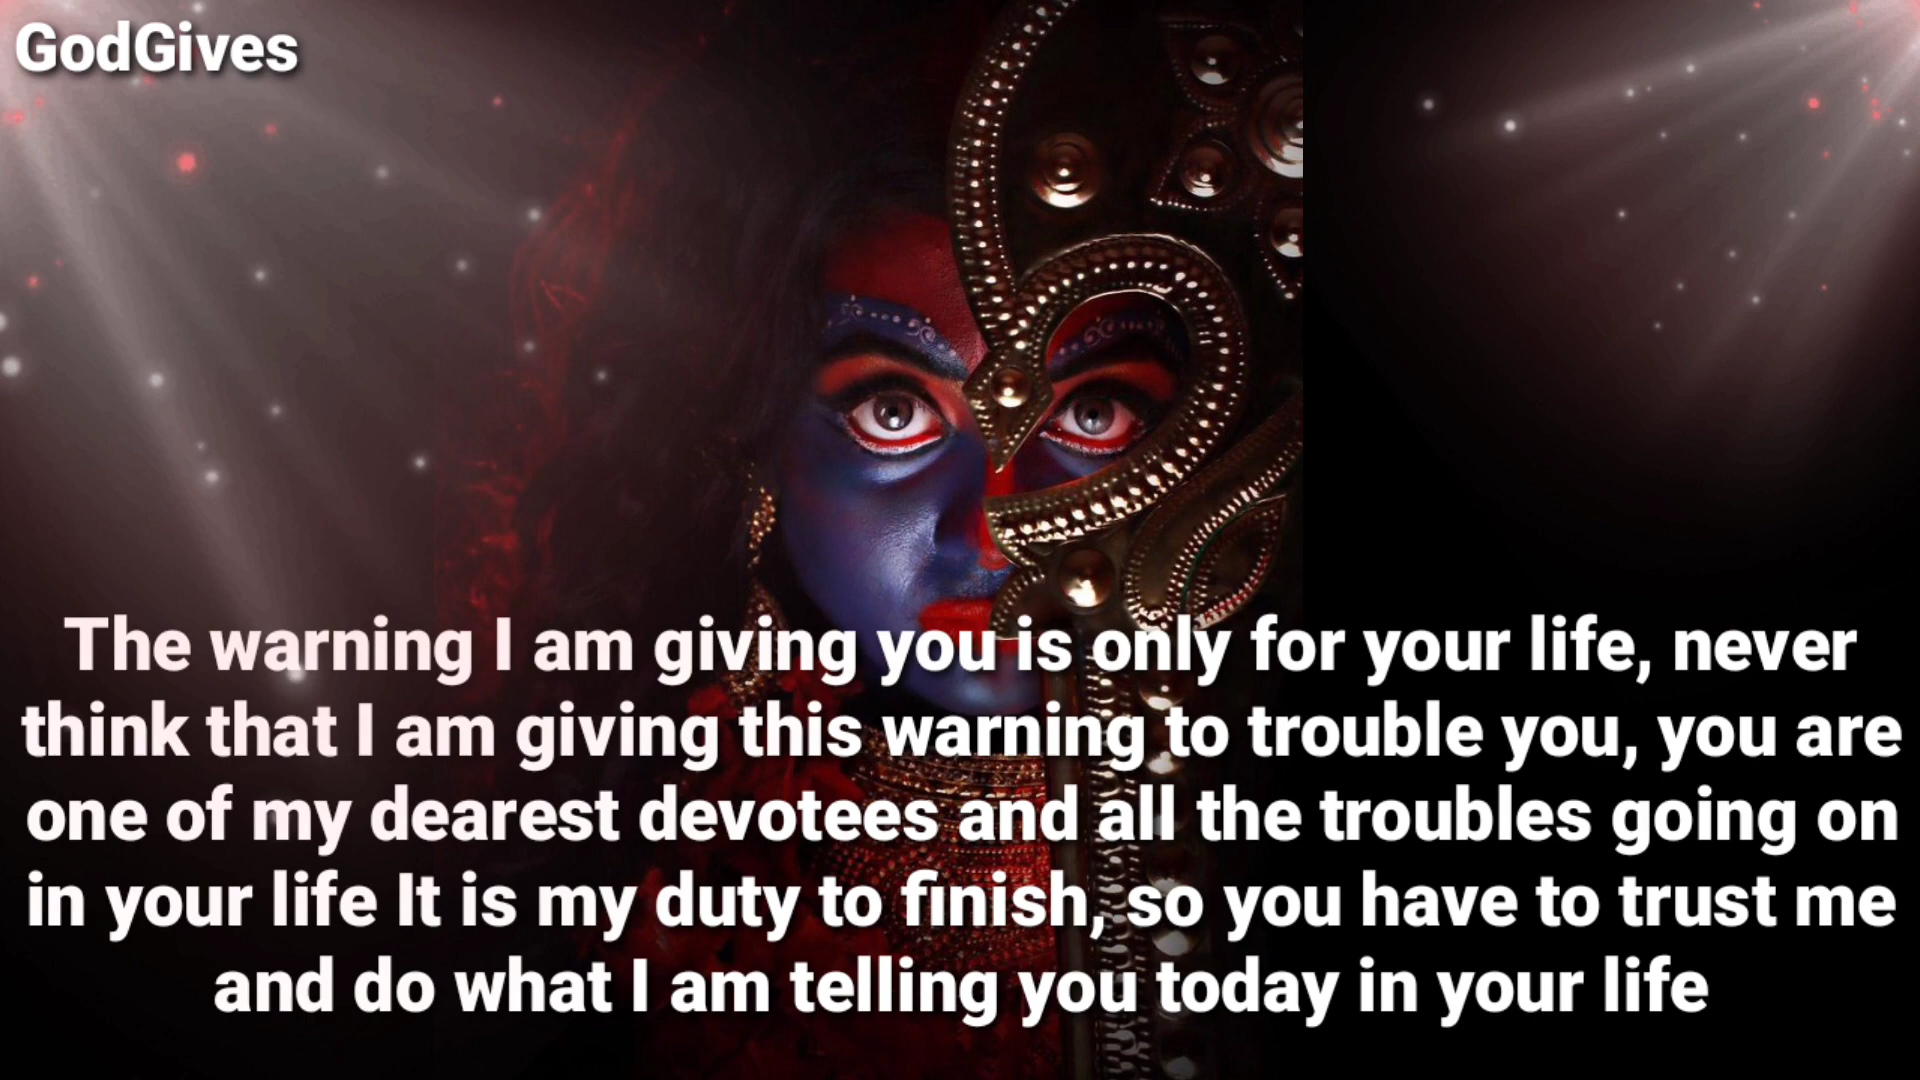 GodGives
The warning I am giving you is only for your life, never
think that I am giving this warning to trouble you, you are
one of my dearest devotees and all the troubles going on
in your life It is my duty to finish, so you have to trust me
and do what I am telling you today in your life